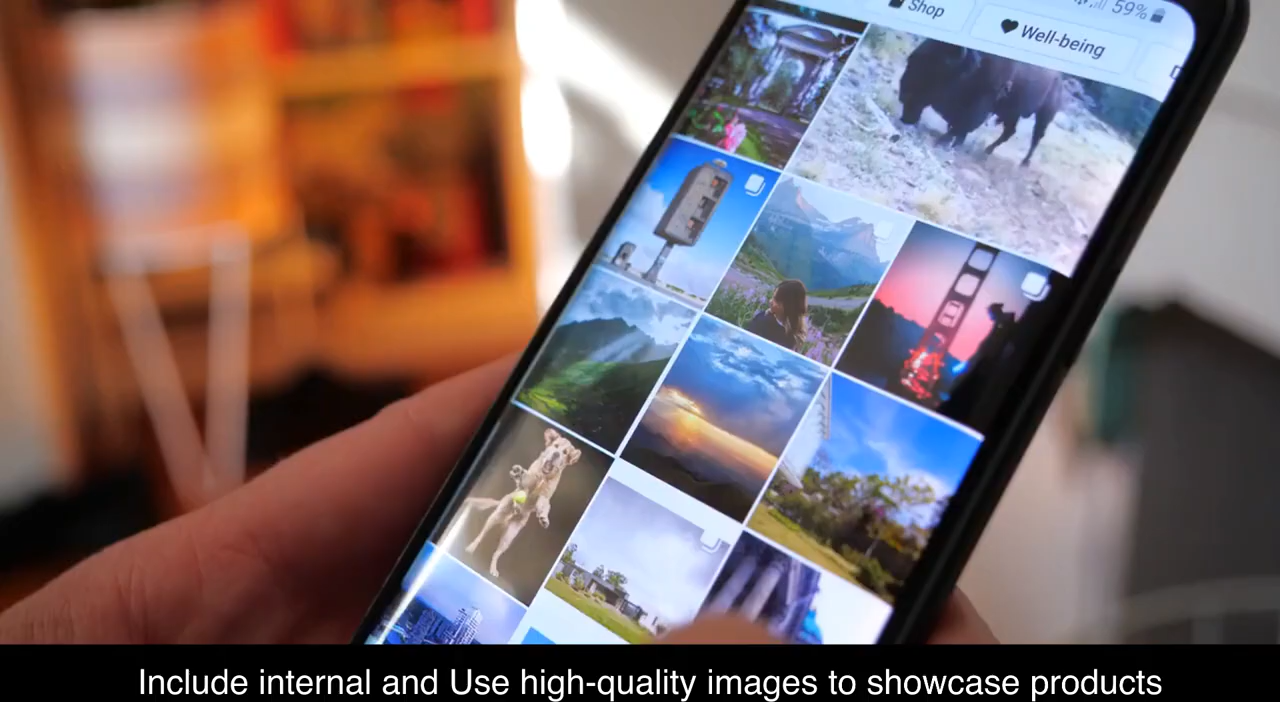 59%
Shop
Well-being
Include internal and Use high-quality images to showcase products